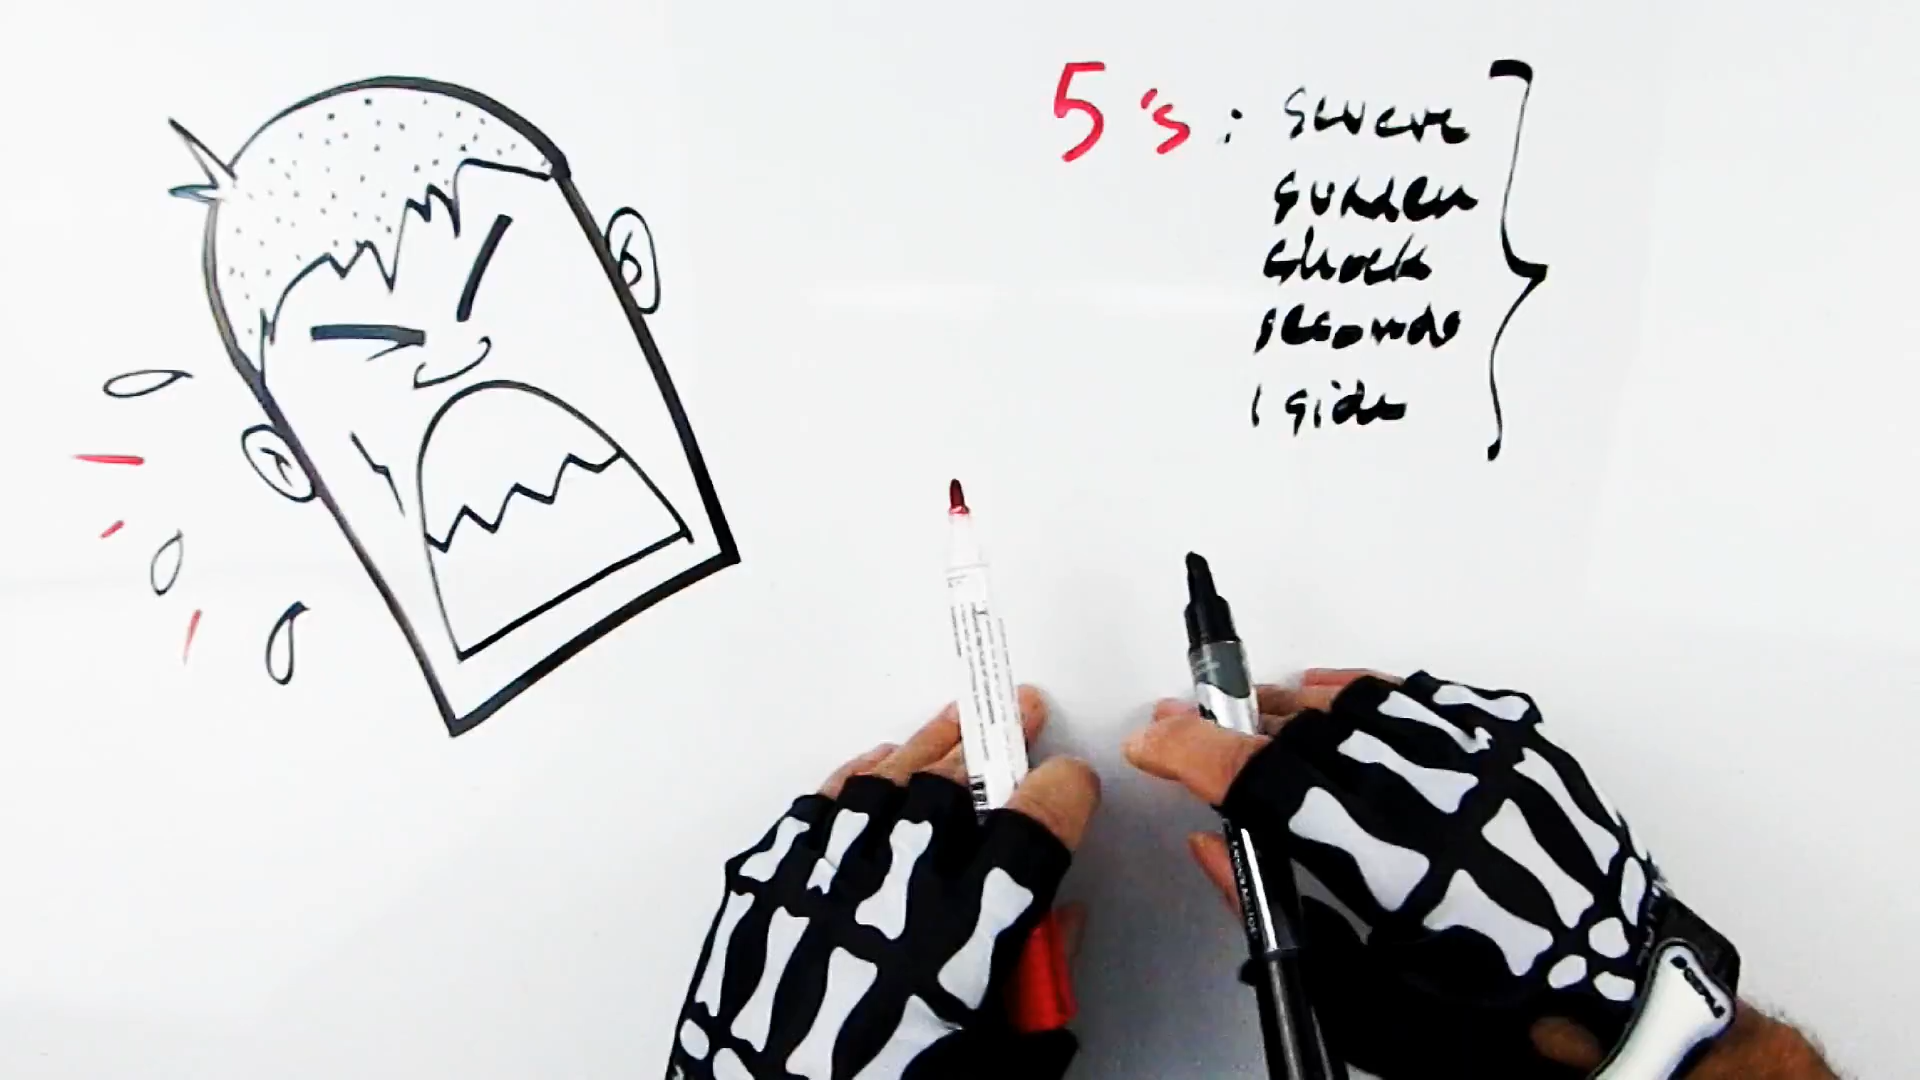 5's: severe
sudden
shock
seconds
1 side